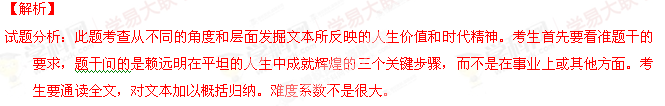 【解析】
试题分析：此题考查从不同的角度和层面发掘文本所反映的人生价值和时代精神。考生首先要看准题干的
要求，题干问的是赖远明在平坦的人生中成就辉煌的三个关键步骤，而不是在事业上或其他方面。考
生要通读全文，对文本加以概括归纳。难度系数不是很大。